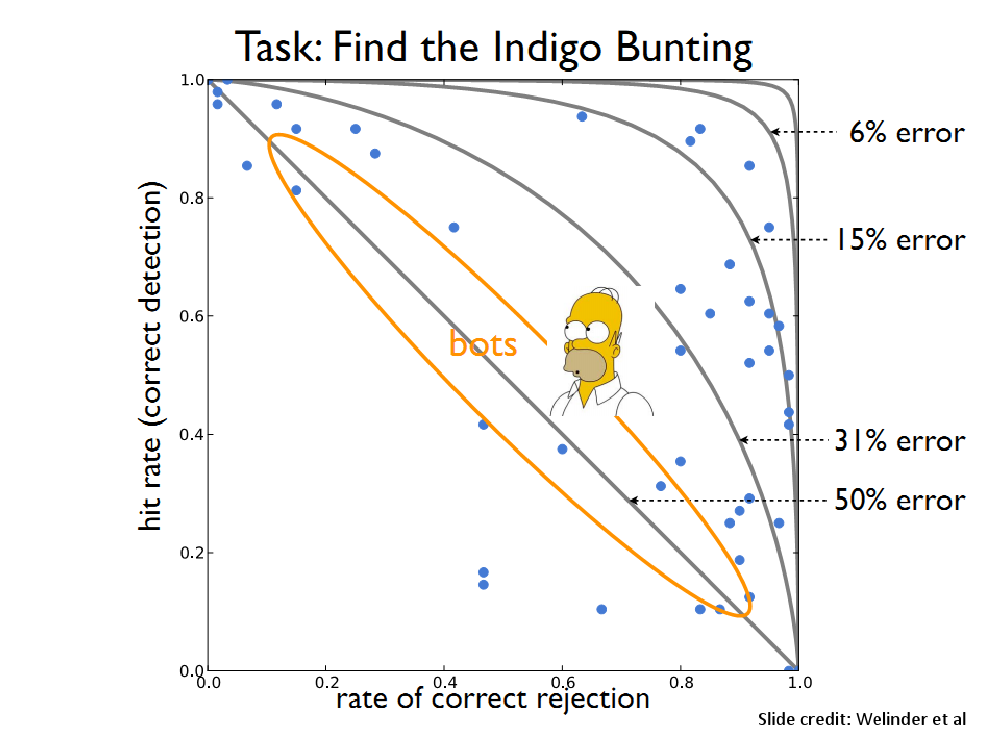 Task: Find the Indigo Bunting
1.0
0.8
0.6
0.4
0.2
0.0
hit rate (correct detection)
bots
6% error
15% error
31% error
50% error
0.0 0.2 0.4 0.6 0.8 1.0
rate of correct rejection
Slide credit: Welinder et al